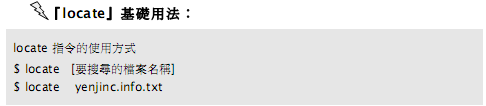 『locate』基礎用法：
locate 指令的使用方式
$ locate [要搜尋的檔案名稱]
$ locate yenjinc.info.txt